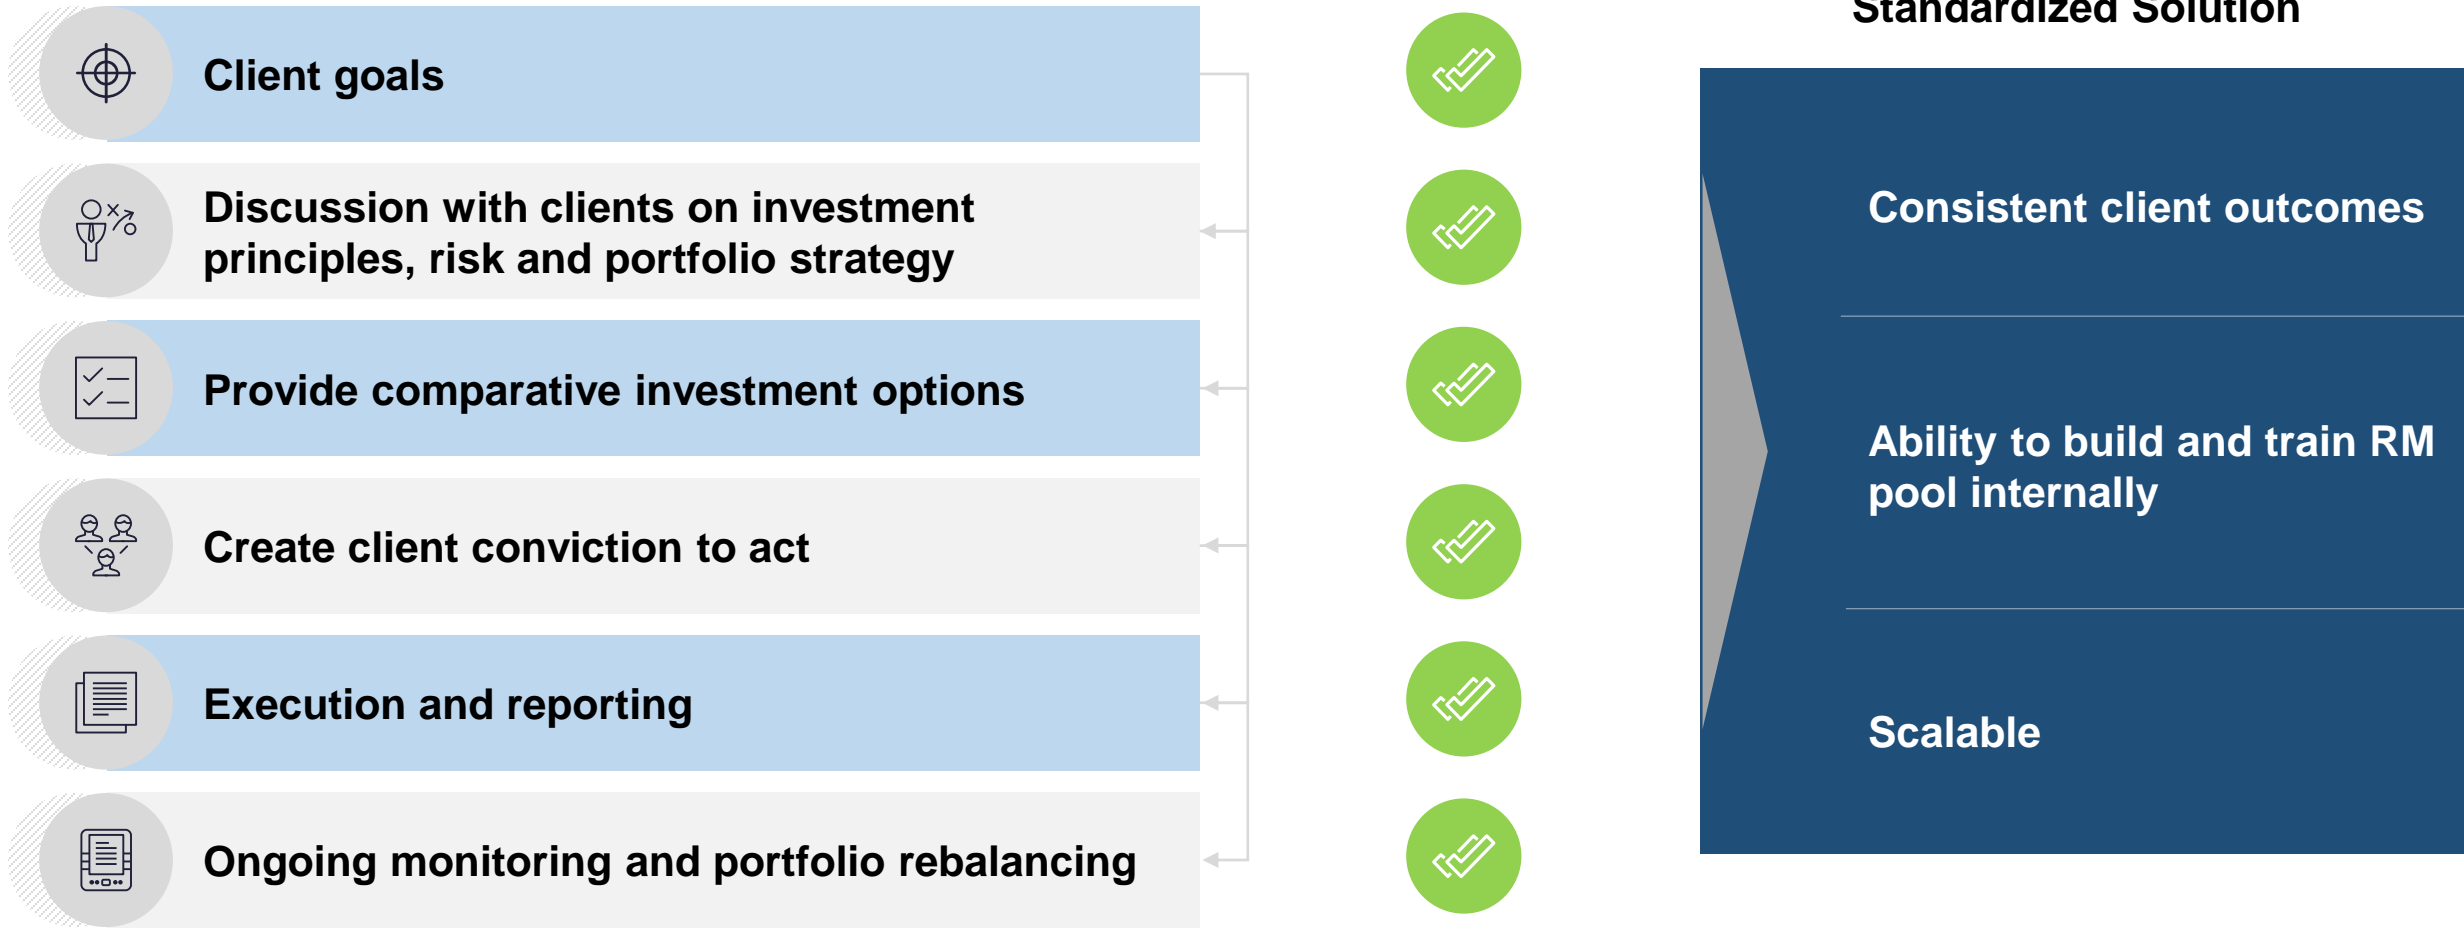 Standardized Solution
Client goals
Discussion with clients on investment
principles, risk and portfolio strategy
Provide comparative investment options
Create client conviction to act
Execution and reporting
Ongoing monitoring and portfolio rebalancing
Consistent client outcomes
Ability to build and train RM
pool internally
Scalable